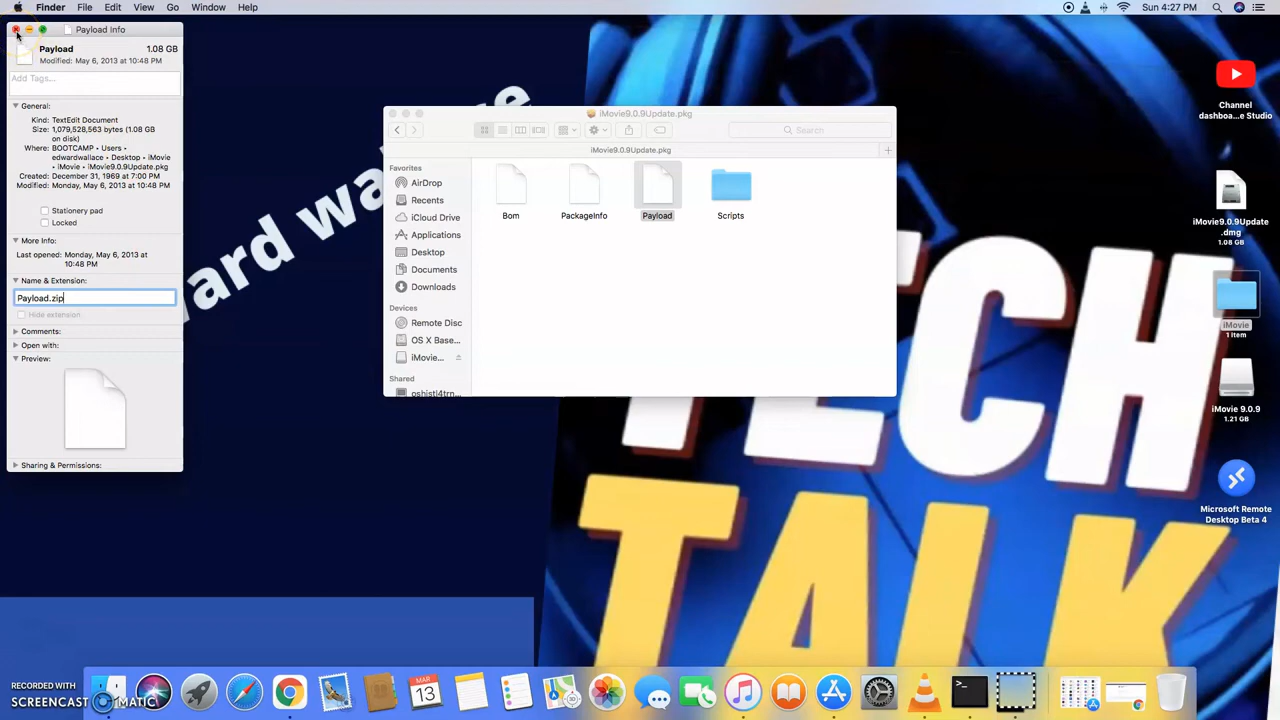 Finder File Edit View Go Window Help
Sun 4:27 PM
Payload Info
Payload 1.08 GB
Modified: May 6, 2013 at 10:48 PM
Add Tags...
General:
Kind: TextEdit Document
Size: 1,079,528,563 bytes (1.08 GB
on disk)
Where: BOOTCAMP • Users •
edwardwallace • Desktop • iMovie
• iMovie • iMovie9.0.9Update.pkg
Created: December 31, 1969 at 7:00 PM
Modified: Monday, May 6, 2013 at 10:48 PM
Stationery pad
Locked
More Info:
Last opened: Monday, May 6, 2013 at
10:48 PM
Name & Extension:
Payload.zip
Hide extension
Comments:
Open with:
Preview:
Sharing & Permissions:
iMovie9.0.9Update.pkg
Search
iMovie9.0.9Update.pkg
Favorites
AirDrop
Recents
iCloud Drive
Applications
Desktop
Documents
Downloads
Devices
Remote Disc
OS X Base...
iMovie...
Shared
oshisti4trn...
Bom
PackageInfo
Payload
Scripts
Channel
dashboa...e Studio
iMovie9.0.9Update
.dmg
1.08 GB
iMovie
1 item
iMovie 9.0.9
1.21 GB
Microsoft Remote
Desktop Beta 4
TECH
TALK
MAR
13
RECORDED WITH
SCREENCAST MATIC